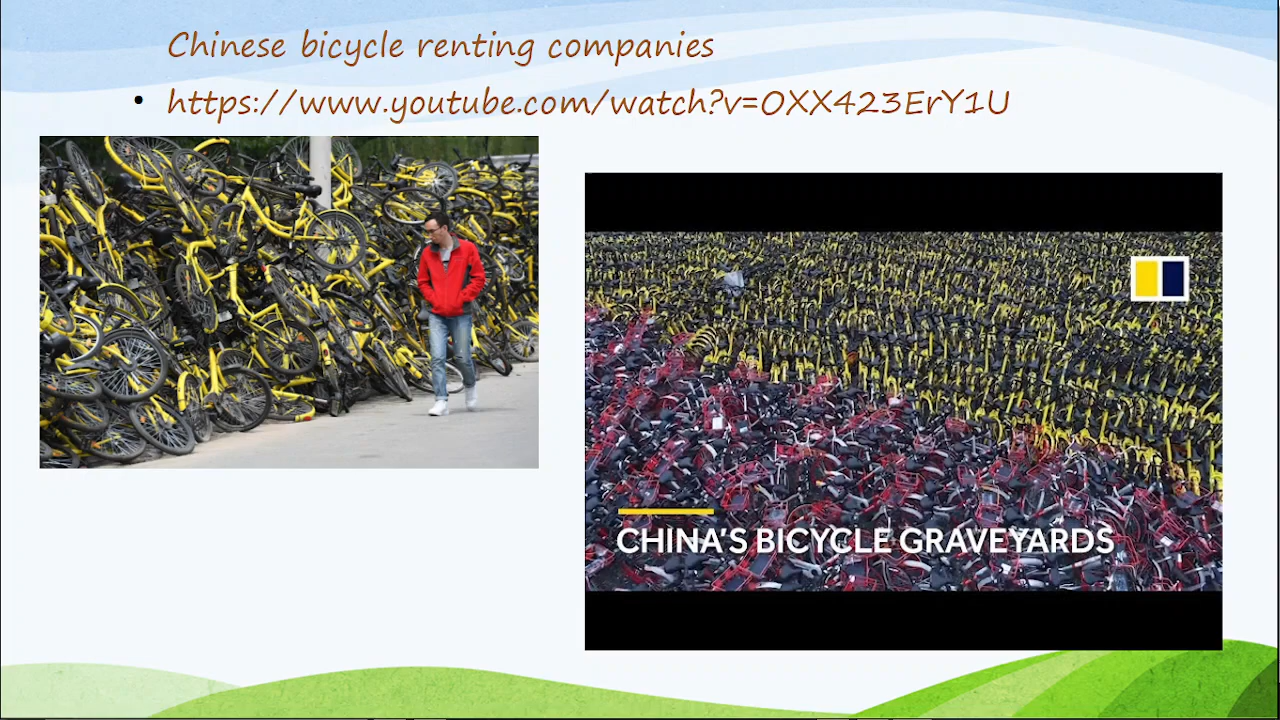 Chinese bicycle renting companies
• https://www.youtube.com/watch?v=OXX423ErY1U
CHINA'S BICYCLE GRAVEYARDS